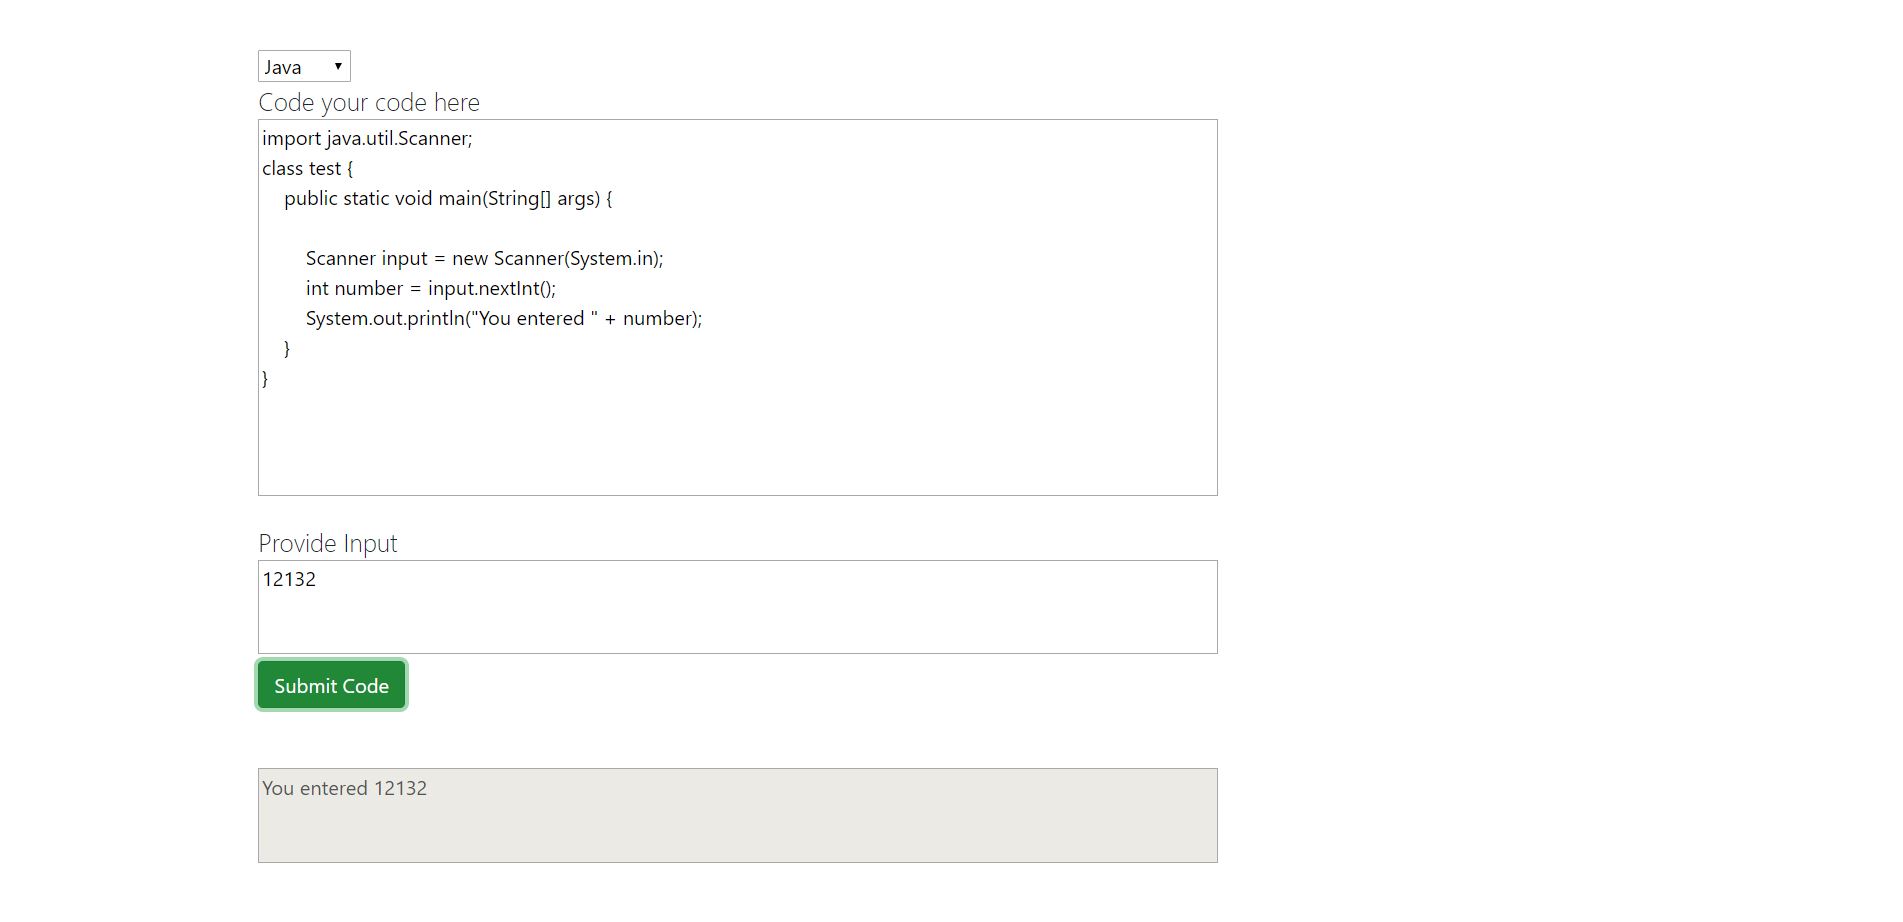 Java
Code your code here
import java.util.Scanner;
class test {
    public static void main(String[] args) {

        Scanner input = new Scanner(System.in);
        int number = input.nextInt();
        System.out.println("You entered " + number);
    }
}
Provide Input
12132
Submit Code
You entered 12132